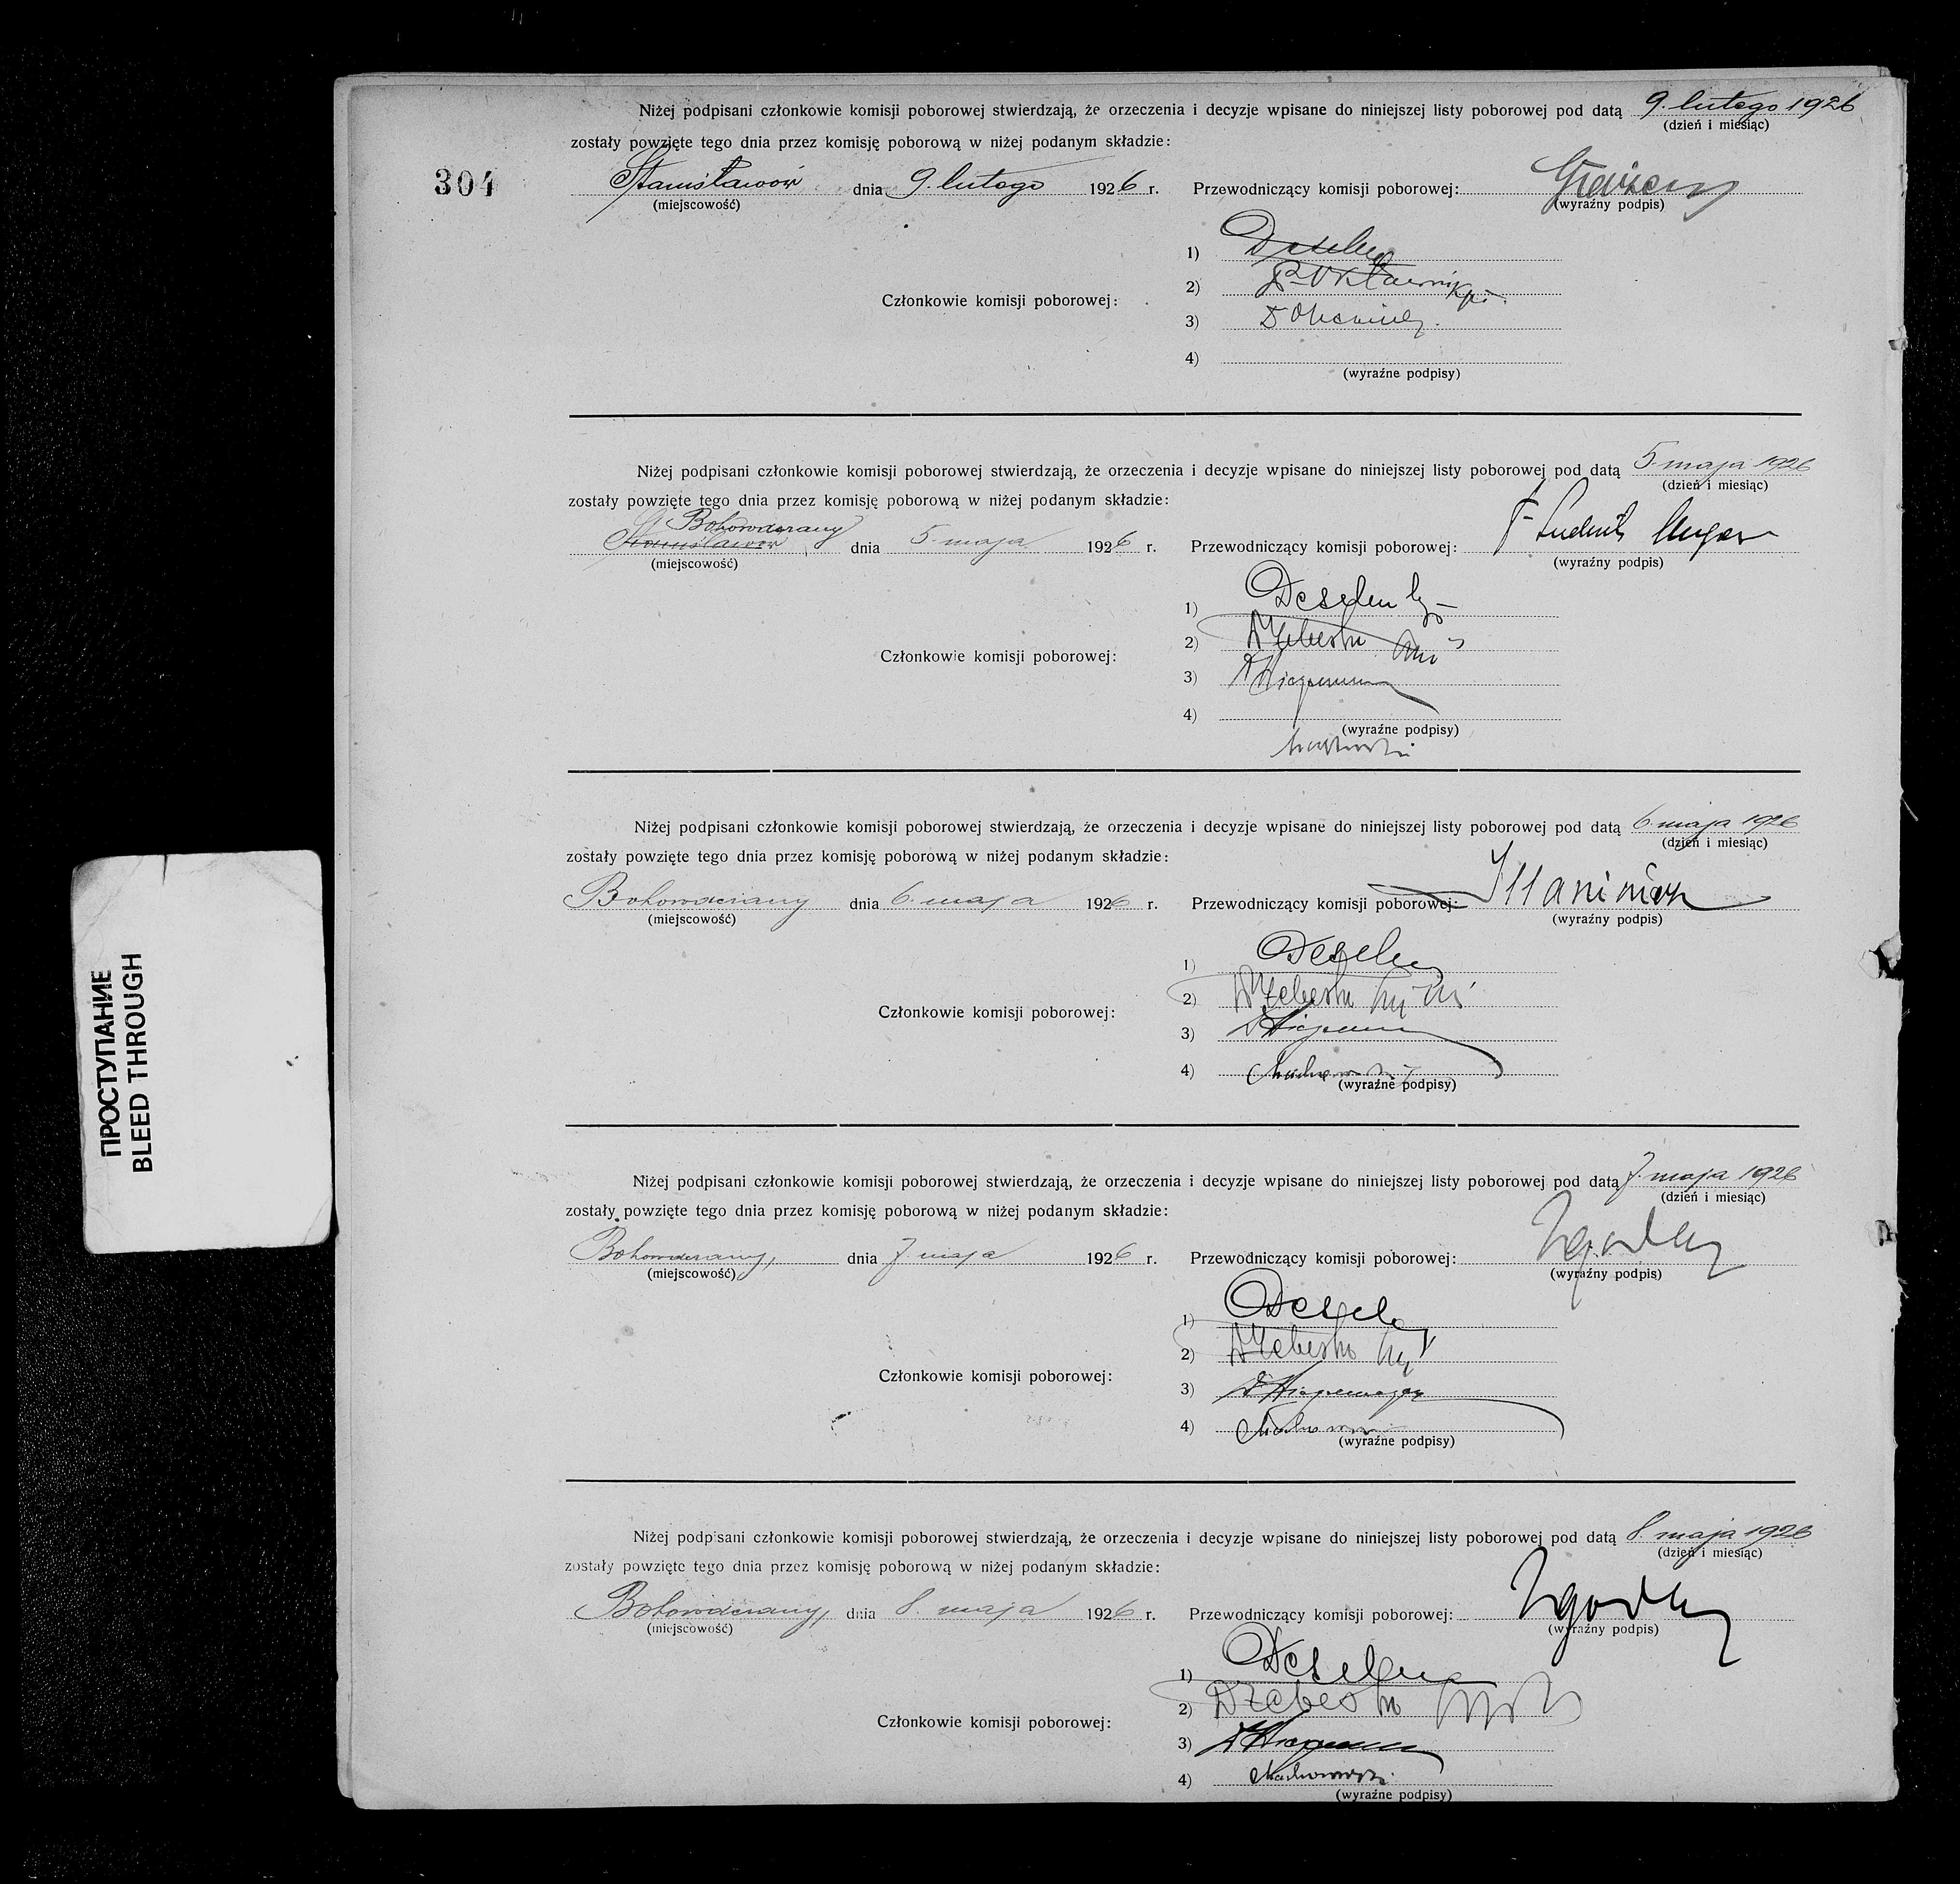 304
Niżej podpisani członkowie komisji poborowej stwierdzają, że orzeczenia i decyzje wpisane do niniejszej listy poborowej pod datą 9. lutego 1926
(dzień i miesiąc)
zostały powzięte tego dnia przez komisję poborową w niżej podanym składzie:
Stanisławów dnia 9. lutego 1926 r. Przewodniczący komisji poborowej:
(miejscowość) (wyraźny podpis)
1)
2)
Członkowie komisji poborowej:
3)
4)
(wyraźne podpisy)
Niżej podpisani członkowie komisji poborowej stwierdzają, że orzeczenia i decyzje wpisane do niniejszej listy poborowej pod datą 5. maja 1926
(dzień i miesiąc)
zostały powzięte tego dnia przez komisję poborową w niżej podanym składzie:
Bohorodczany
Stanisławów dnia 5. maja 1926 r. Przewodniczący komisji poborowej:
(miejscowość) (wyraźny podpis)
1)
2)
Członkowie komisji poborowej:
3)
4)
(wyraźne podpisy)
Niżej podpisani członkowie komisji poborowej stwierdzają, że orzeczenia i decyzje wpisane do niniejszej listy poborowej pod datą 6. maja 1926
(dzień i miesiąc)
zostały powzięte tego dnia przez komisję poborową w niżej podanym składzie:
Bohorodczany dnia 6. maja 1926 r. Przewodniczący komisji poborowej:
(miejscowość) (wyraźny podpis)
1)
2)
Członkowie komisji poborowej:
3)
4)
(wyraźne podpisy)
Niżej podpisani członkowie komisji poborowej stwierdzają, że orzeczenia i decyzje wpisane do niniejszej listy poborowej pod datą 7. maja 1926
(dzień i miesiąc)
zostały powzięte tego dnia przez komisję poborową w niżej podanym składzie:
Bohorodczany, dnia 7. maja 1926 r. Przewodniczący komisji poborowej:
(miejscowość) (wyraźny podpis)
1)
2)
Członkowie komisji poborowej:
3)
4)
(wyraźne podpisy)
Niżej podpisani członkowie komisji poborowej stwierdzają, że orzeczenia i decyzje wpisane do niniejszej listy poborowej pod datą 8. maja 1926
(dzień i miesiąc)
zostały powzięte tego dnia przez komisję poborową w niżej podanym składzie:
Bohorodczany, dnia 8. maja 1926 r. Przewodniczący komisji poborowej:
(miejscowość) (wyraźny podpis)
1)
2)
Członkowie komisji poborowej:
3)
4)
(wyraźne podpisy)
ПРОСТУПАНИЕ
BLEED THROUGH